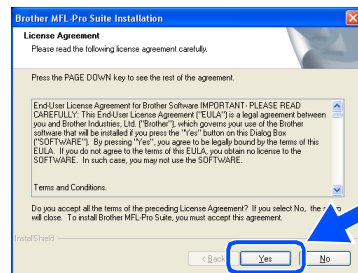 Brother MFL-Pro Suite Installation
License Agreement
Please read the following license agreement carefully.
Press the PAGE DOWN key to see the rest of the agreement.
End-User License Agreement for Brother Software IMPORTANT- PLEASE READ
CAREFULLY: This End-User License Agreement ("EULA") is a legal agreement between
you and Brother Industries, Ltd. ("Brother"), which governs your use of the Brother
software that will be installed if you press the "Yes" button on this Dialog Box
("SOFTWARE"). By pressing "Yes", you agree to be legally bound by the terms of this
EULA. If you do not agree to the terms of this EULA, you obtain no license to the
SOFTWARE. In such case, you may not use the SOFTWARE.
Terms and Conditions.
Do you accept all the terms of the preceding License Agreement? If you select No, the
will close. To install Brother MFL-Pro Suite, you must accept this agreement.
InstallShield
< Back
Yes
No